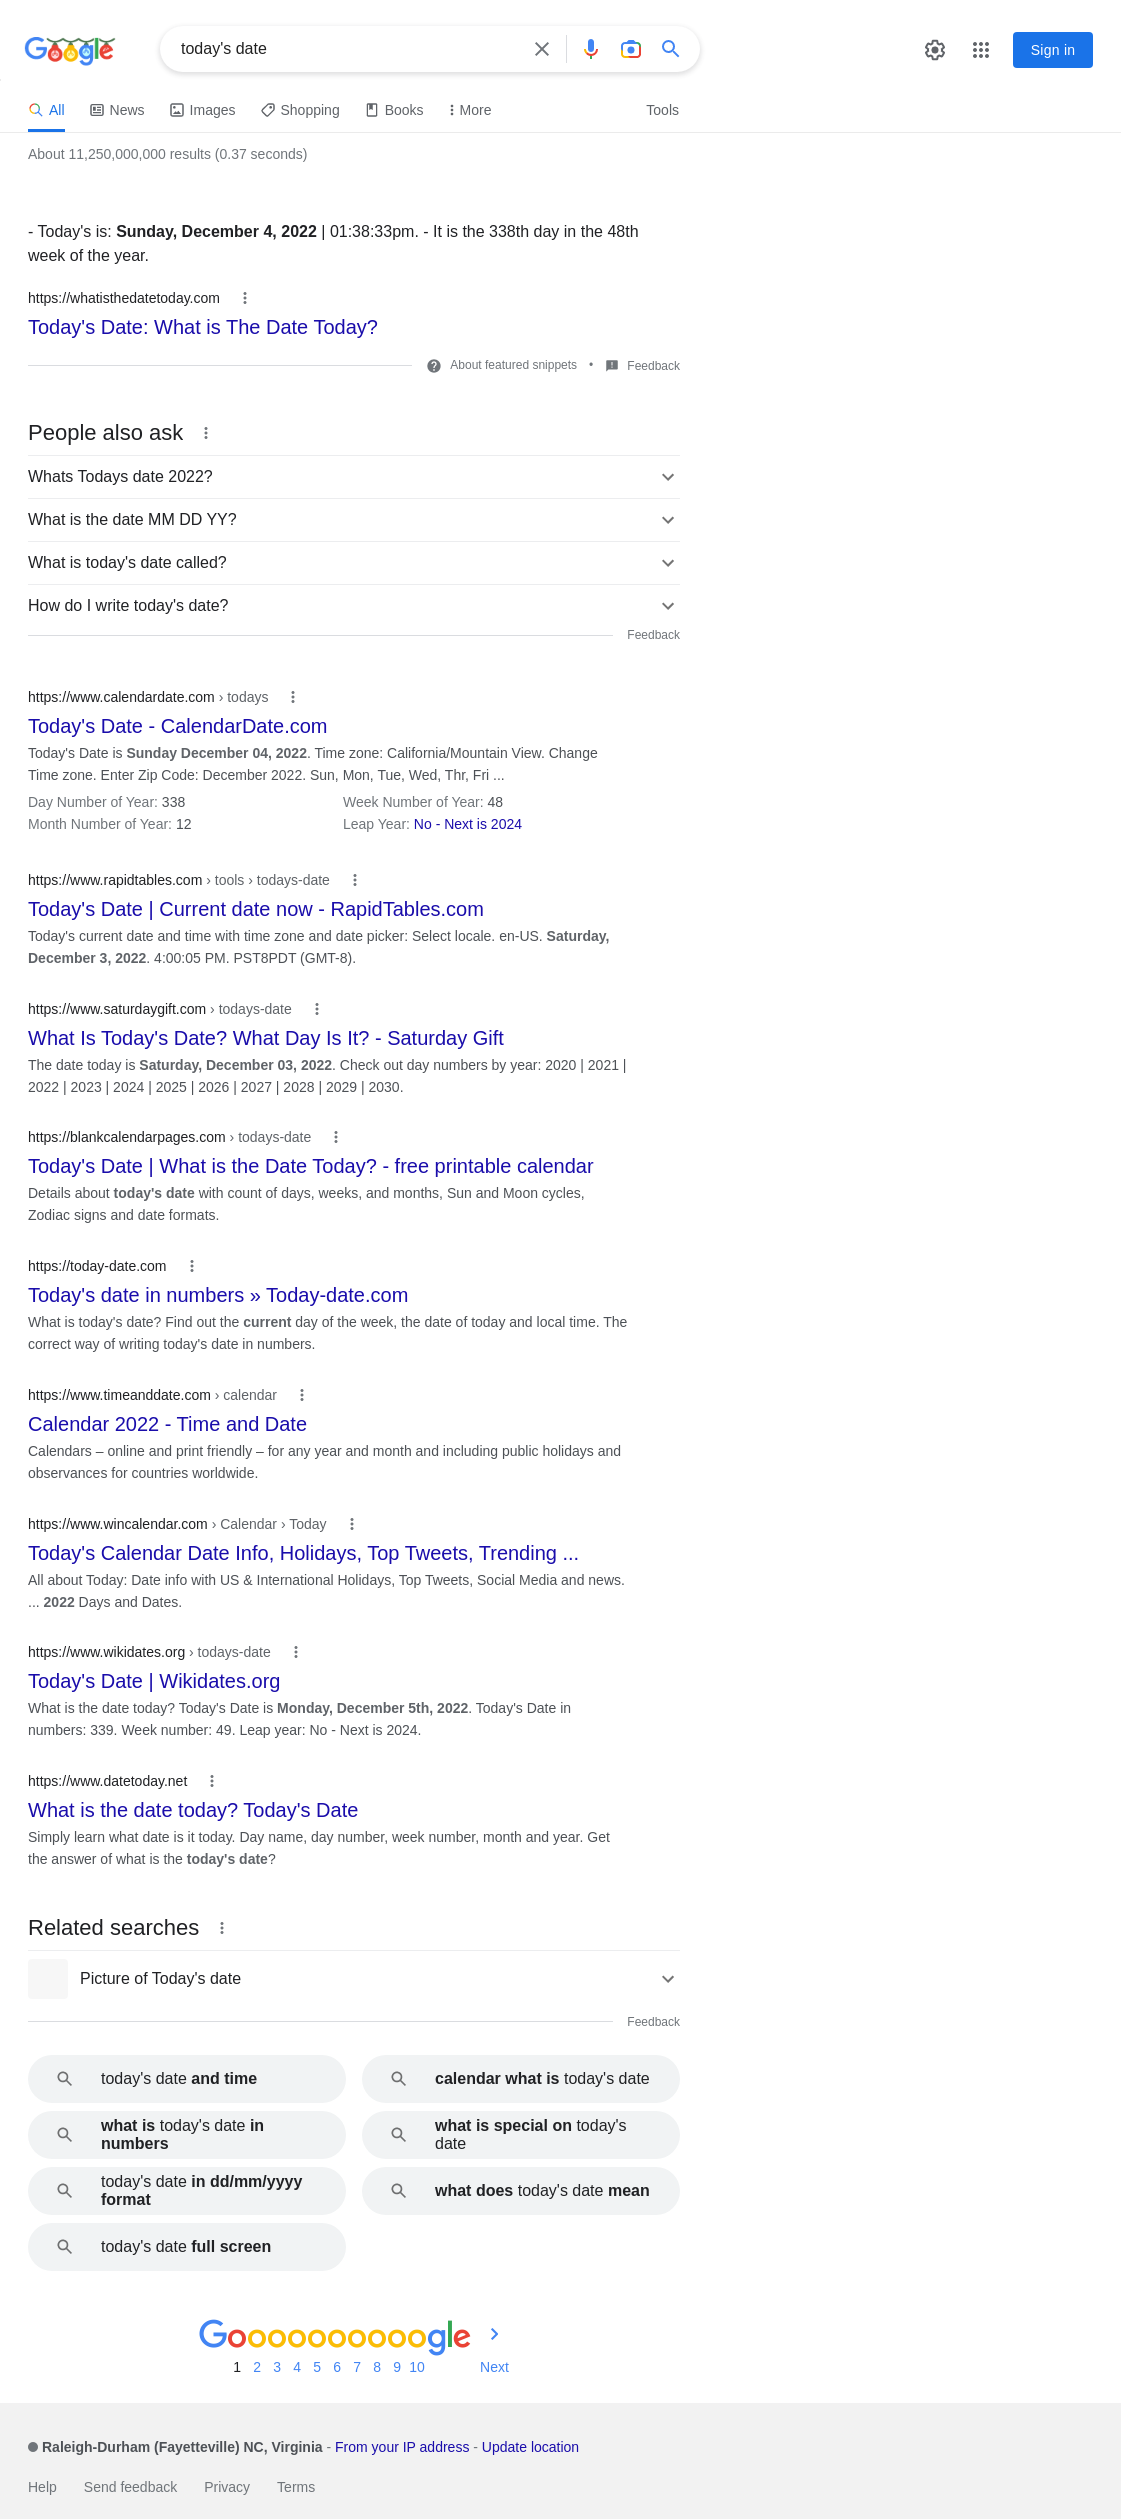 Google
today's date
Sign in
All News Images Shopping Books More Tools
About 11,250,000,000 results (0.37 seconds)
- Today's is: Sunday, December 4, 2022 | 01:38:33pm. - It is the 338th day in the 48th
week of the year.
https://whatisthedatetoday.com
Today's Date: What is The Date Today?
About featured snippets • Feedback
People also ask
Whats Todays date 2022?
What is the date MM DD YY?
What is today's date called?
How do I write today's date?
Feedback
https://www.calendardate.com › todays
Today's Date - CalendarDate.com
Today's Date is Sunday December 04, 2022. Time zone: California/Mountain View. Change
Time zone. Enter Zip Code: December 2022. Sun, Mon, Tue, Wed, Thr, Fri ...
Day Number of Year: 338 Week Number of Year: 48
Month Number of Year: 12 Leap Year: No - Next is 2024
https://www.rapidtables.com › tools › todays-date
Today's Date | Current date now - RapidTables.com
Today's current date and time with time zone and date picker: Select locale. en-US. Saturday,
December 3, 2022. 4:00:05 PM. PST8PDT (GMT-8).
https://www.saturdaygift.com › todays-date
What Is Today's Date? What Day Is It? - Saturday Gift
The date today is Saturday, December 03, 2022. Check out day numbers by year: 2020 | 2021 |
2022 | 2023 | 2024 | 2025 | 2026 | 2027 | 2028 | 2029 | 2030.
https://blankcalendarpages.com › todays-date
Today's Date | What is the Date Today? - free printable calendar
Details about today's date with count of days, weeks, and months, Sun and Moon cycles,
Zodiac signs and date formats.
https://today-date.com
Today's date in numbers » Today-date.com
What is today's date? Find out the current day of the week, the date of today and local time. The
correct way of writing today's date in numbers.
https://www.timeanddate.com › calendar
Calendar 2022 - Time and Date
Calendars – online and print friendly – for any year and month and including public holidays and
observances for countries worldwide.
https://www.wincalendar.com › Calendar › Today
Today's Calendar Date Info, Holidays, Top Tweets, Trending ...
All about Today: Date info with US & International Holidays, Top Tweets, Social Media and news.
... 2022 Days and Dates.
https://www.wikidates.org › todays-date
Today's Date | Wikidates.org
What is the date today? Today's Date is Monday, December 5th, 2022. Today's Date in
numbers: 339. Week number: 49. Leap year: No - Next is 2024.
https://www.datetoday.net
What is the date today? Today's Date
Simply learn what date is it today. Day name, day number, week number, month and year. Get
the answer of what is the today's date?
Related searches
Picture of Today's date
Feedback
today's date and time
calendar what is today's date
what is today's date in
numbers
what is special on today's
date
today's date in dd/mm/yyyy
format
what does today's date mean
today's date full screen
Goooooooooogle
1 2 3 4 5 6 7 8 9 10 Next
Raleigh-Durham (Fayetteville) NC, Virginia - From your IP address - Update location
Help Send feedback Privacy Terms